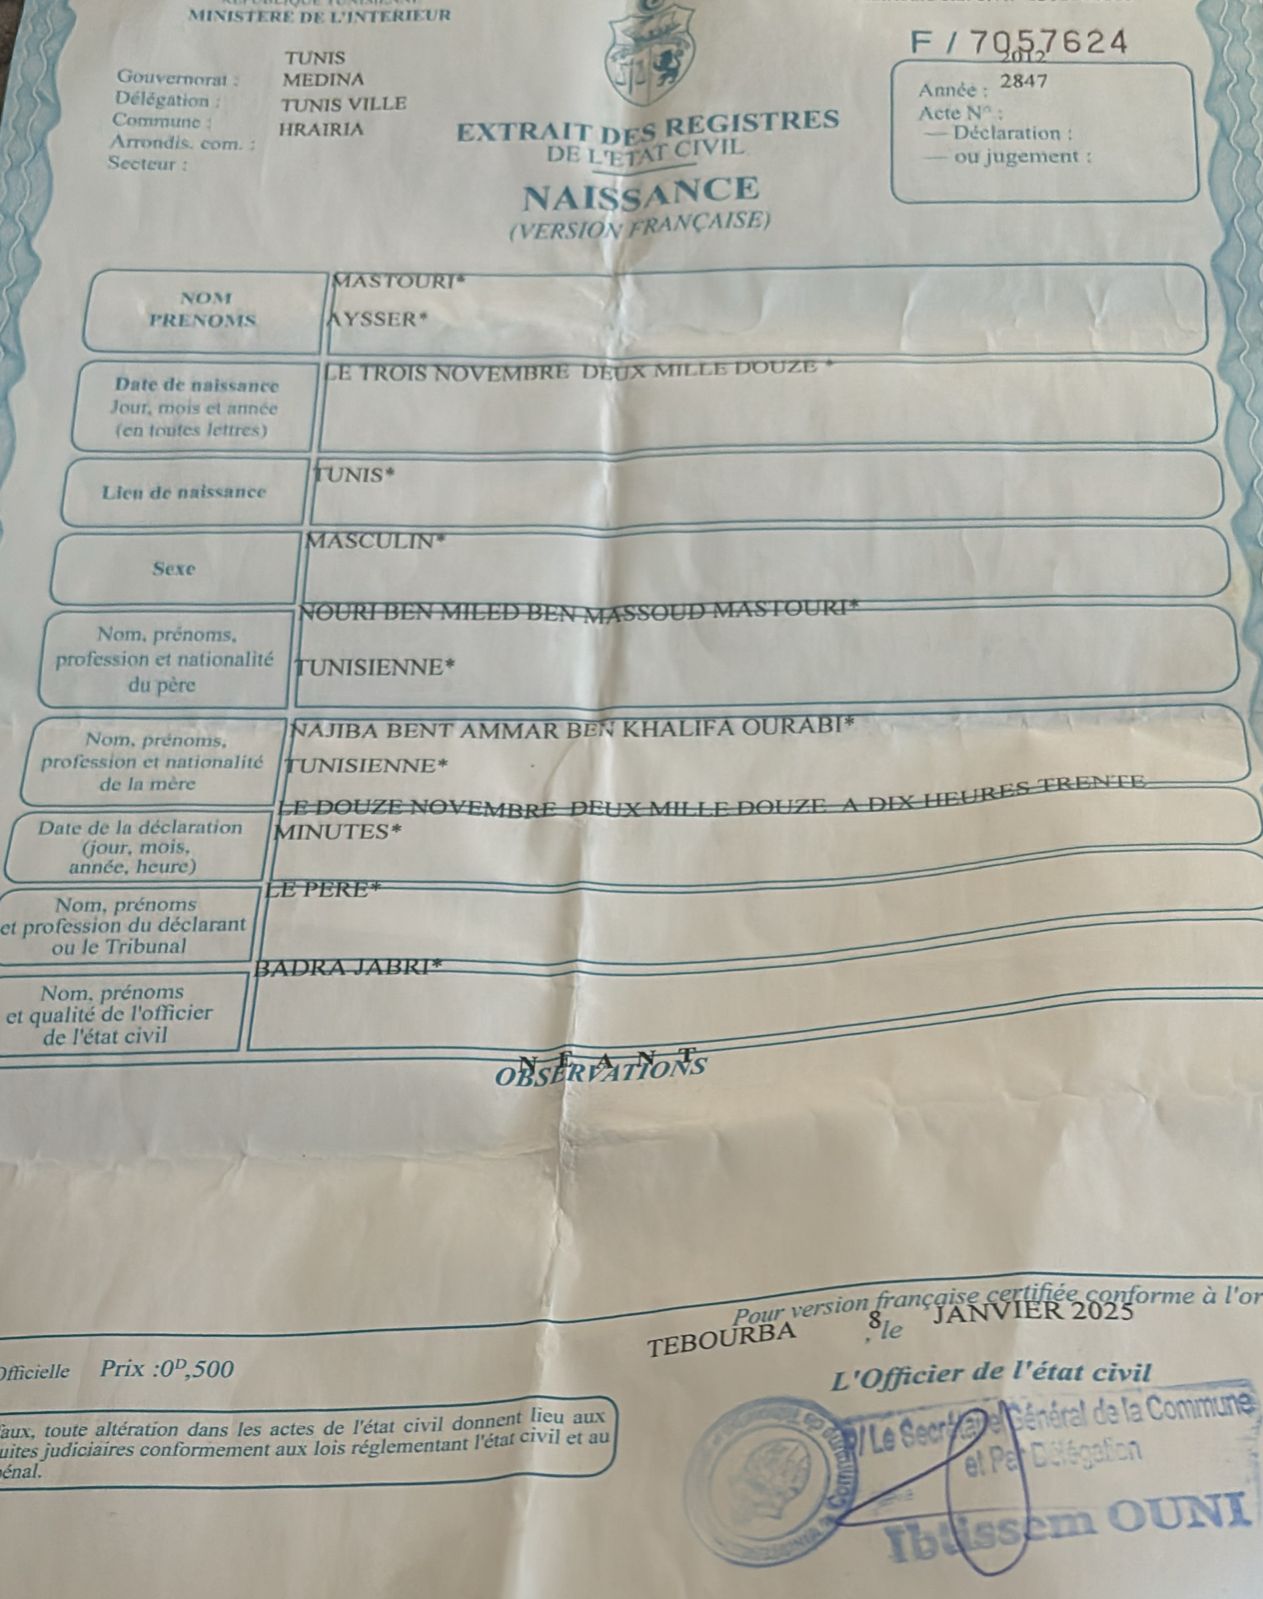 MINISTERE DE L'INTERIEUR
Gouvernorat : TUNIS
Délégation : MEDINA
Commune : TUNIS VILLE
Arrondis. com. : HRAIRIA
Secteur :
EXTRAIT DES REGISTRES
DE L'ETAT CIVIL
NAISSANCE
(VERSION FRANÇAISE)
F / 7057624
2012
Année : 2847
Acte N° :
— Déclaration :
— ou jugement :
NOM MASTOURI*
PRENOMS AYSSER*
Date de naissance LE TROIS NOVEMBRE DEUX MILLE DOUZE *
Jour, mois et année
(en toutes lettres)
Lieu de naissance TUNIS*
Sexe MASCULIN*
NOURI BEN MILED BEN MASSOUD MASTOURI*
Nom, prénoms,
profession et nationalité TUNISIENNE*
du père
NAJIBA BENT AMMAR BEN KHALIFA OURABI*
Nom, prénoms,
profession et nationalité TUNISIENNE*
de la mère
LE DOUZE NOVEMBRE DEUX MILLE DOUZE A DIX HEURES TRENTE
Date de la déclaration MINUTES*
(jour, mois,
année, heure)
LE PERE*
Nom, prénoms
et profession du déclarant
ou le Tribunal
BADRA JABRI*
Nom, prénoms
et qualité de l'officier
de l'état civil
N E A N T
OBSERVATIONS
Pour version française certifiée conforme à l'or
TEBOURBA , le 8 JANVIER 2025
L'Officier de l'état civil
Officielle Prix :0ᴰ,500
aux, toute altération dans les actes de l'état civil donnent lieu aux
uites judiciaires conformement aux lois réglementant l'état civil et au
énal.
P/ Le Secrétaire Général de la Commune
et Par Délégation
Ibtissem OUNI